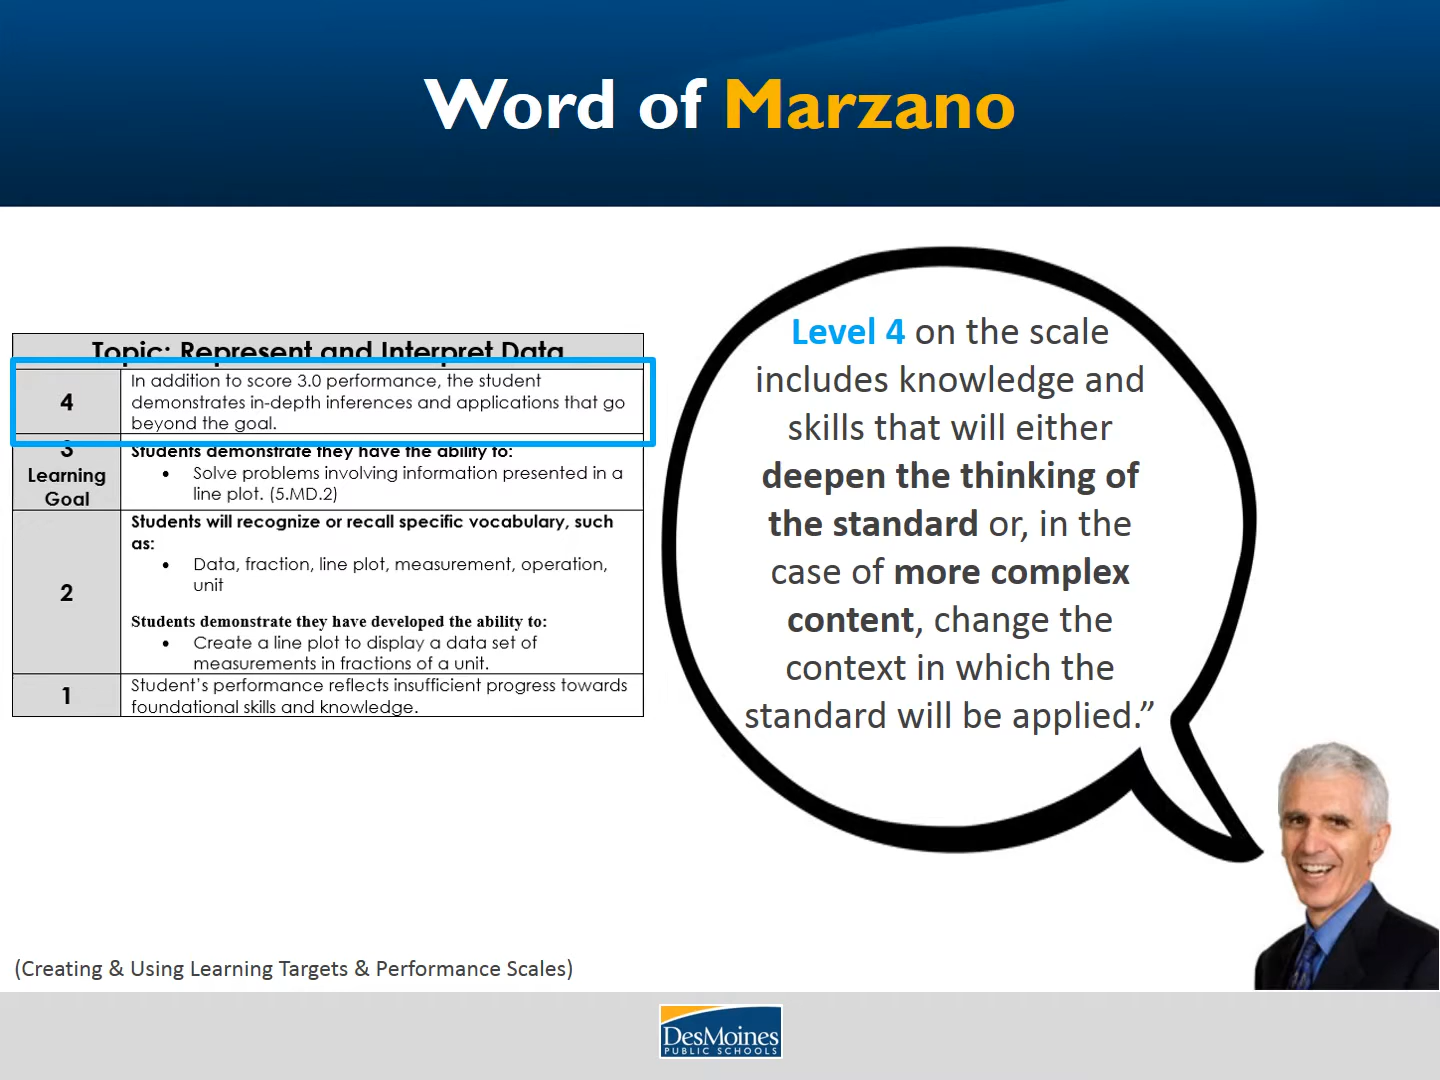 Word of Marzano
Topic: Represent and Interpret Data
4
In addition to score 3.0 performance, the student
demonstrates in-depth inferences and applications that go
beyond the goal.
3
Learning
Goal
Students demonstrate they have the ability to:
• Solve problems involving information presented in a
line plot. (5.MD.2)
2
Students will recognize or recall specific vocabulary, such
as:
• Data, fraction, line plot, measurement, operation,
unit
Students demonstrate they have developed the ability to:
• Create a line plot to display a data set of
measurements in fractions of a unit.
1
Student’s performance reflects insufficient progress towards
foundational skills and knowledge.
Level 4 on the scale
includes knowledge and
skills that will either
deepen the thinking of
the standard or, in the
case of more complex
content, change the
context in which the
standard will be applied.”
(Creating & Using Learning Targets & Performance Scales)
DesMoines
PUBLIC SCHOOLS